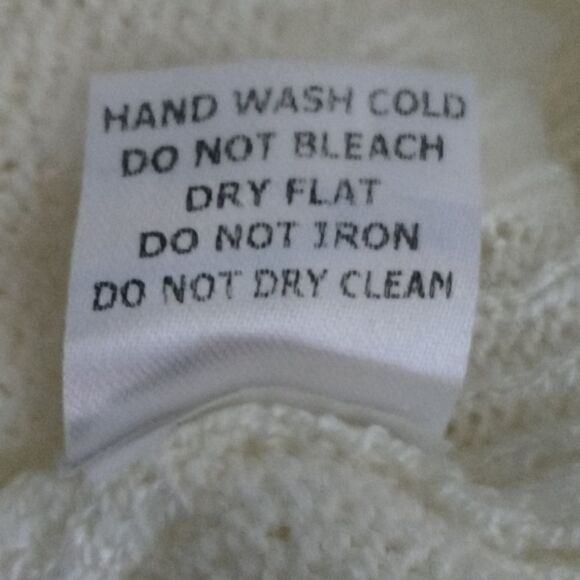 HAND WASH COLD
DO NOT BLEACH
DRY FLAT
DO NOT IRON
DO NOT DRY CLEAN